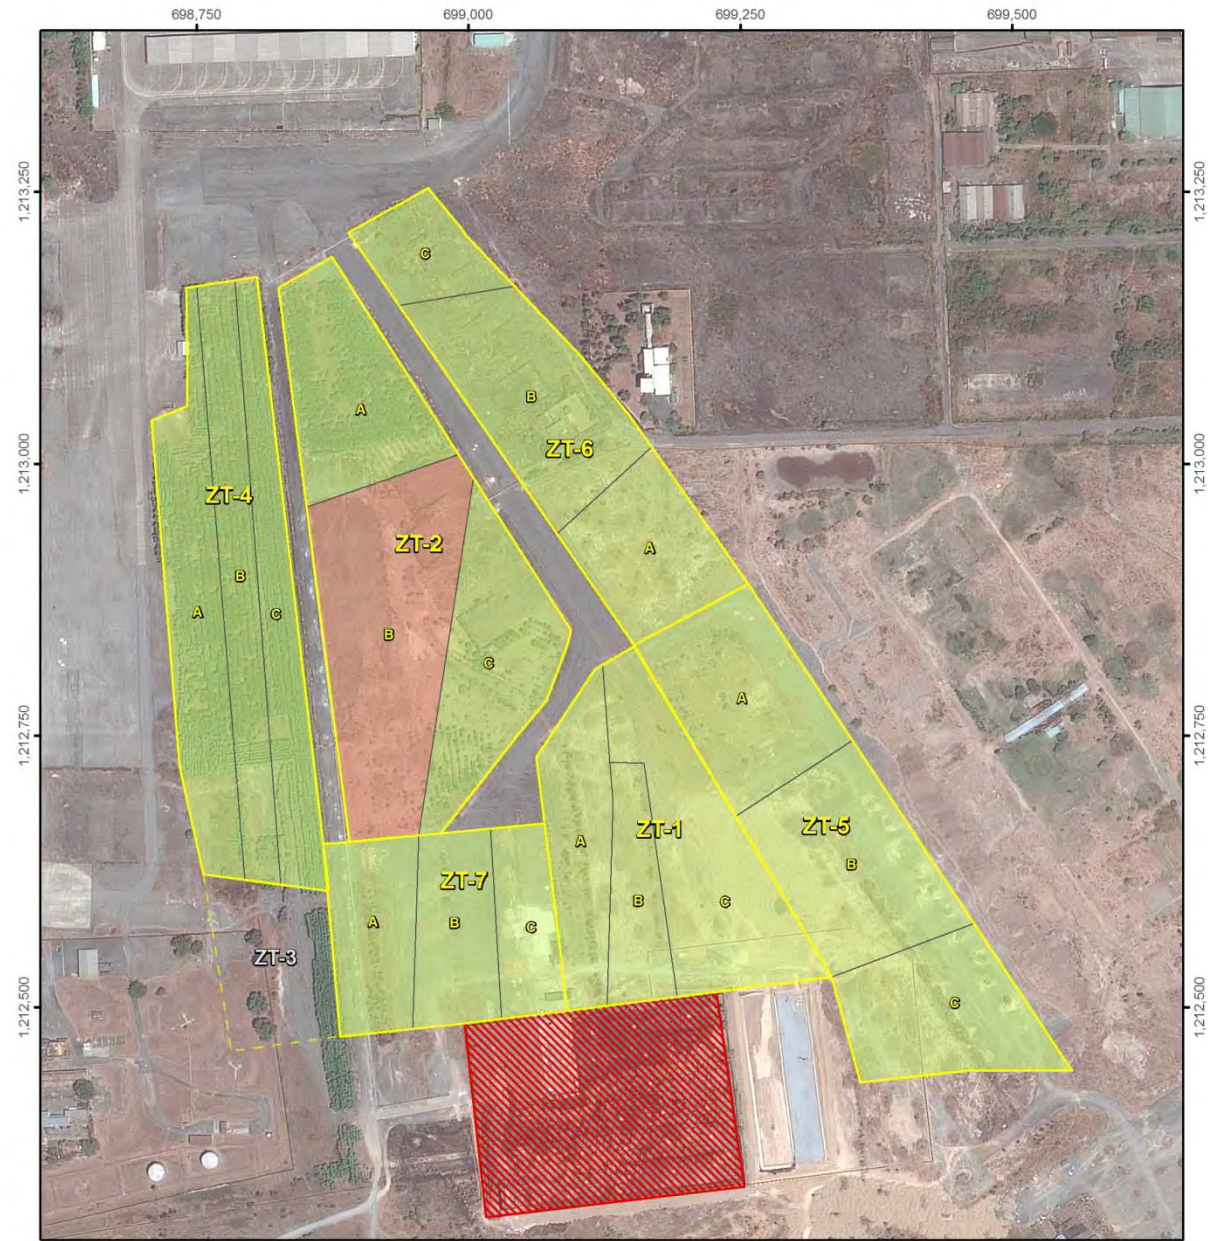 698,750 699,000 699,250 699,500
1,213,250 1,213,250
C
A
B
ZT-6
1,213,000 1,213,000
ZT-4
ZT-2
A
B
A
C
B
C
A
1,212,750 1,212,750
ZT-1
ZT-5
A
B
ZT-7
B
C
A
B
C
ZT-3
1,212,500 1,212,500
C